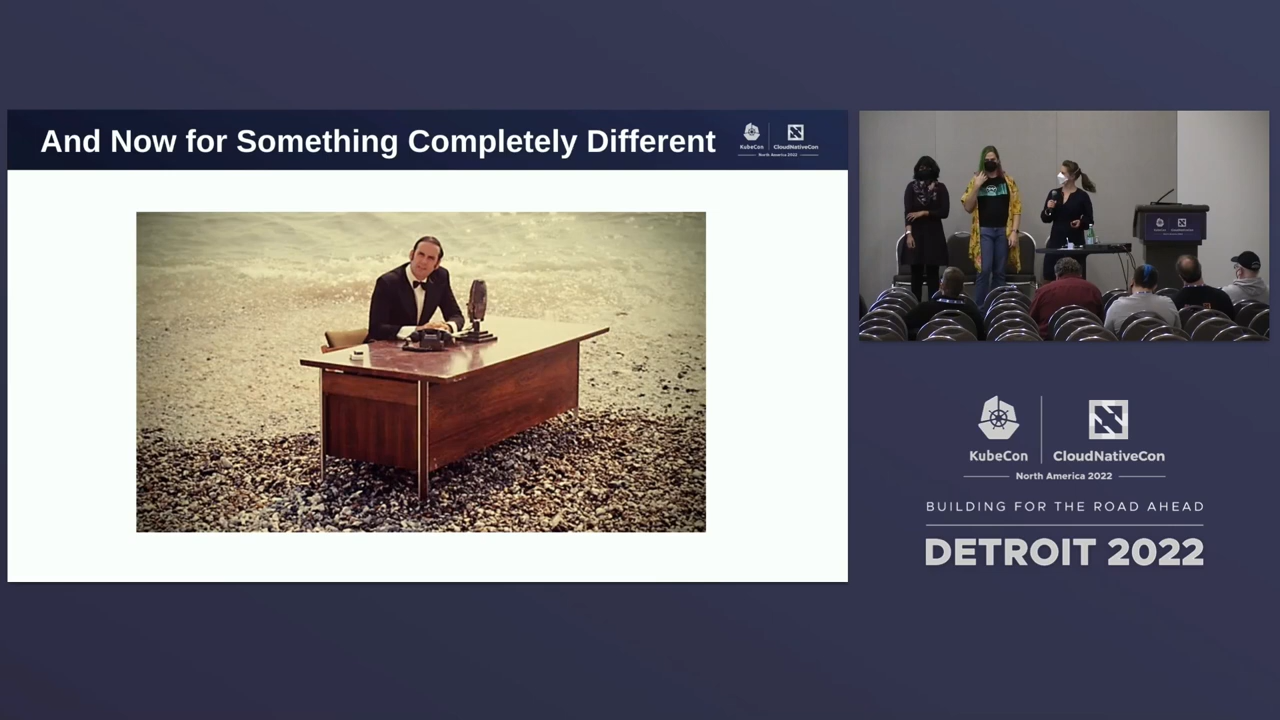 And Now for Something Completely Different
KubeCon
CloudNativeCon
North America 2022
KubeCon
CloudNativeCon
North America 2022
BUILDING FOR THE ROAD AHEAD
DETROIT 2022